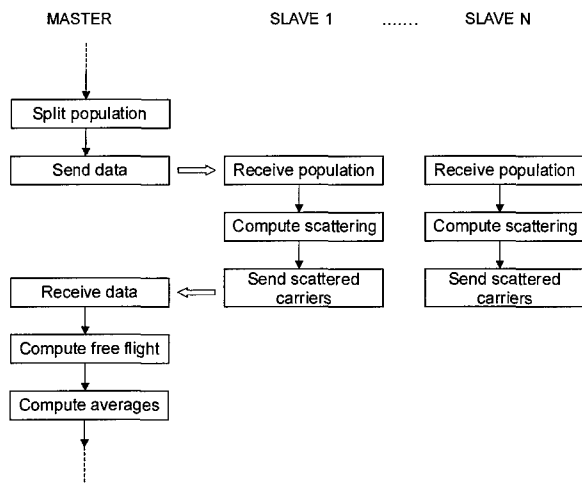 MASTER SLAVE 1 ....... SLAVE N
Split population
Send data Receive population Receive population
Compute scattering Compute scattering
Receive data Send scattered carriers Send scattered carriers
Compute free flight
Compute averages